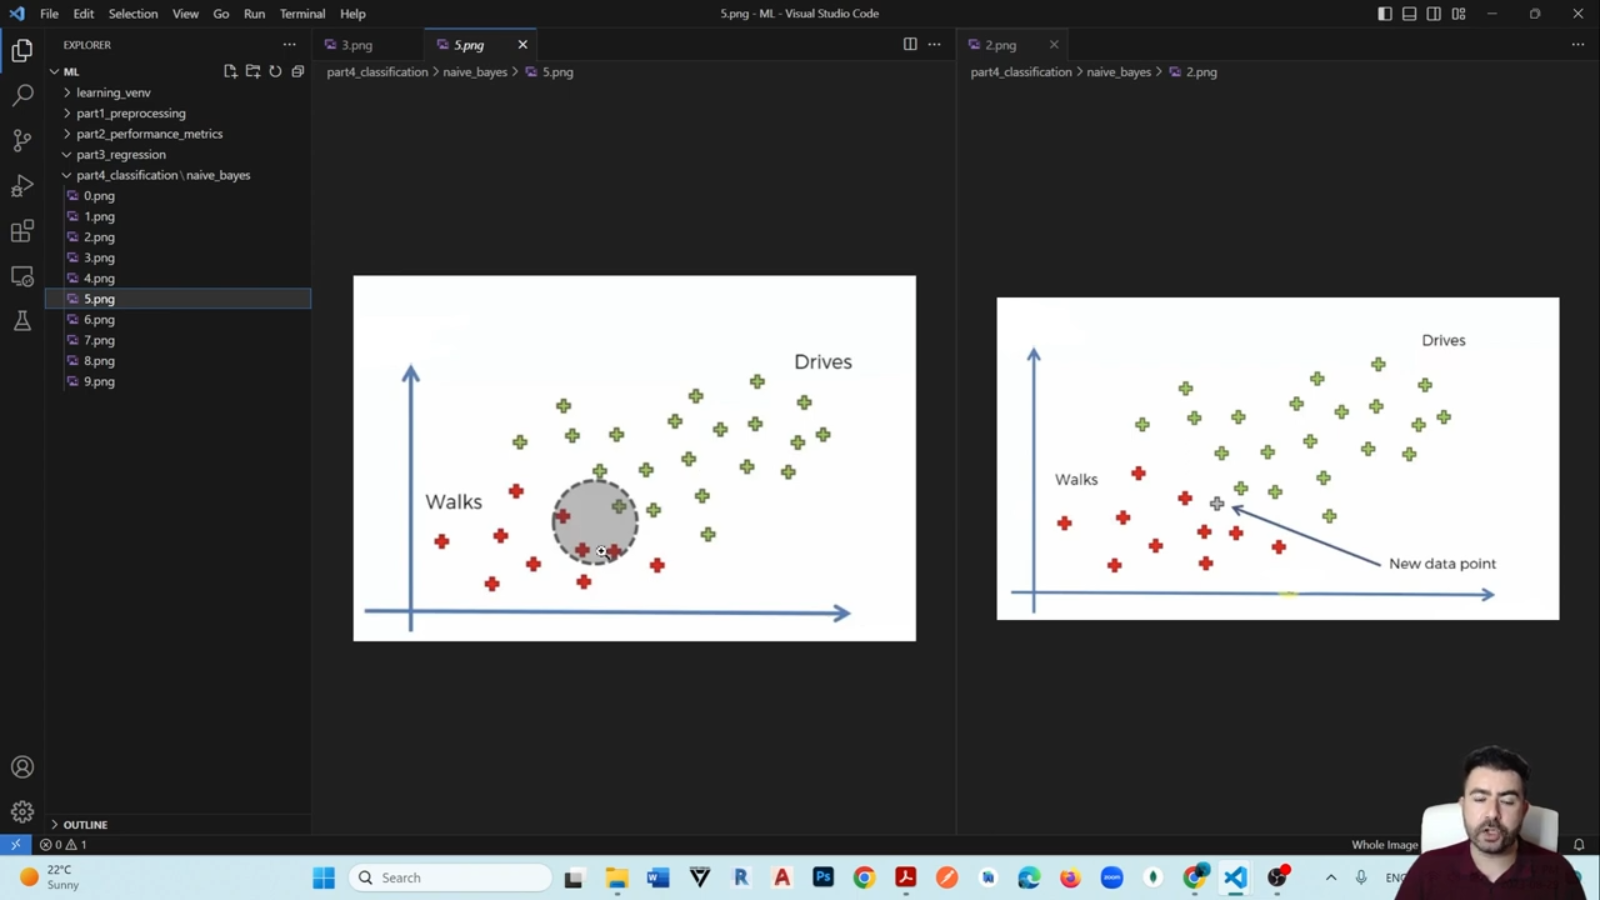 File Edit Selection View Go Run Terminal Help
5.png - ML - Visual Studio Code
EXPLORER
ML
learning_venv
part1_preprocessing
part2_performance_metrics
part3_regression
part4_classification \ naive_bayes
0.png
1.png
2.png
3.png
4.png
5.png
6.png
7.png
8.png
9.png
OUTLINE
3.png
5.png
part4_classification > naive_bayes > 5.png
Drives
Walks
2.png
part4_classification > naive_bayes > 2.png
Drives
Walks
New data point
0 1
Whole Image
22°C
Sunny
Search
Ps
zoom
ENG